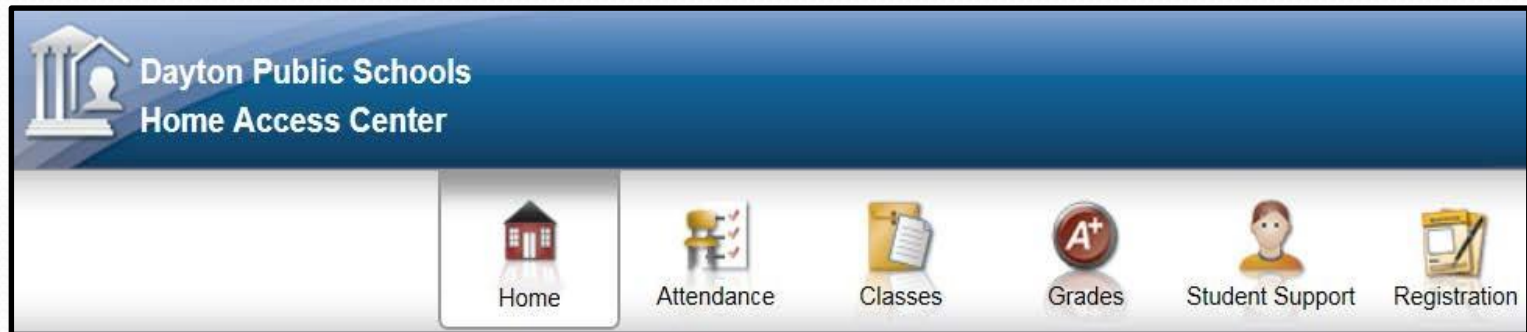 Dayton Public Schools
Home Access Center
A+
Home Attendance Classes Grades Student Support Registration